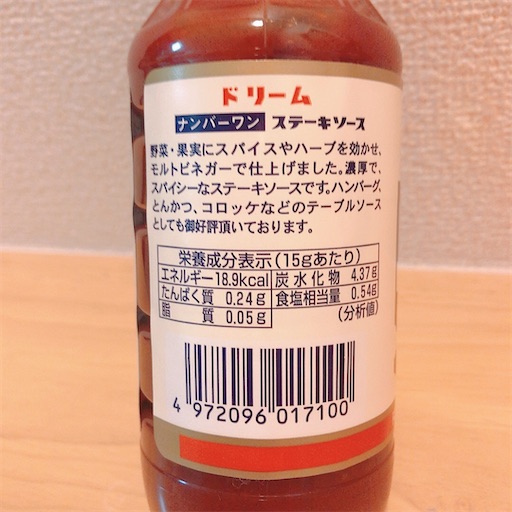 ドリーム
ナンバーワン ステーキソース
野菜・果実にスパイスやハーブを効かせ、
モルトビネガーで仕上げました。濃厚で、
スパイシーなステーキソースです。ハンバーグ、
とんかつ、コロッケなどのテーブルソース
としても御好評頂いております。
栄養成分表示(15gあたり)
エネルギー18.9kcal 炭水化物 4.37g
たんぱく質 0.24g 食塩相当量 0.54g
脂質 0.05g (分析値)
4 972096 017100